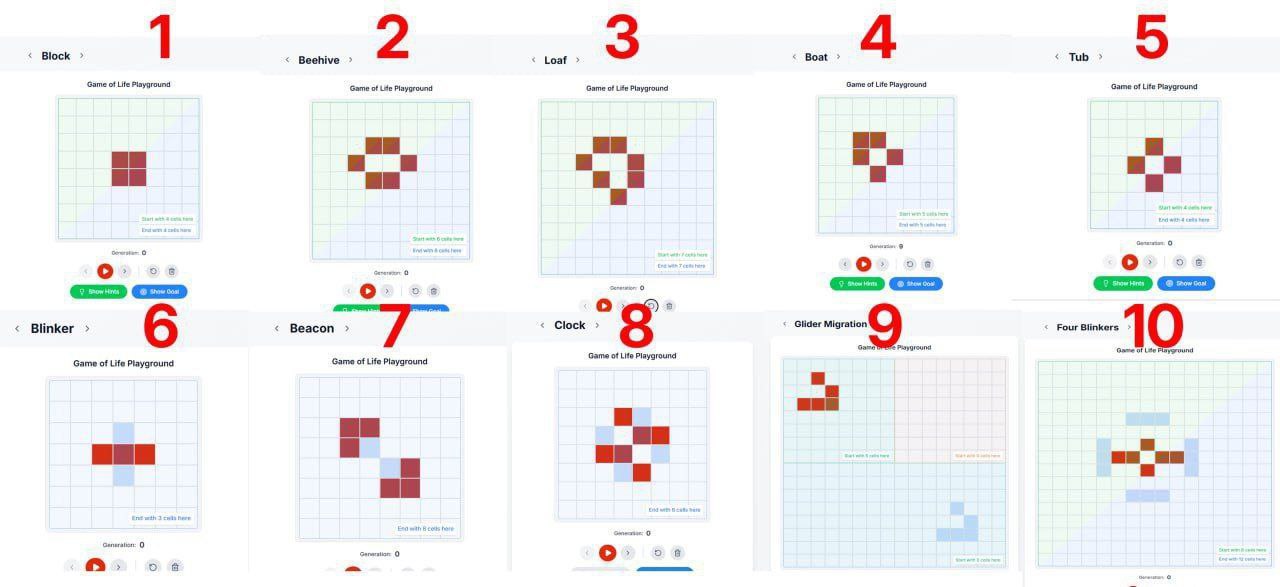 1
‹ Block ›
Game of Life Playground
Start with 4 cells here
End with 4 cells here
Generation: 0
Show Hints
Show Goal
2
‹ Beehive ›
Game of Life Playground
Start with 6 cells here
End with 6 cells here
Generation: 0
Show Hints
Show Goal
3
‹ Loaf ›
Game of Life Playground
Start with 7 cells here
End with 7 cells here
Generation: 0
4
‹ Boat ›
Game of Life Playground
Start with 5 cells here
End with 5 cells here
Generation: 9
Show Hints
Show Goal
5
‹ Tub ›
Game of Life Playground
Start with 4 cells here
End with 4 cells here
Generation: 0
Show Hints
Show Goal
6
‹ Blinker ›
Game of Life Playground
End with 3 cells here
Generation: 0
7
‹ Beacon ›
Game of Life Playground
End with 8 cells here
Generation: 0
8
‹ Clock ›
Game of Life Playground
End with 6 cells here
Generation: 0
9
‹ Glider Migration
Game of Life Playground
Start with 5 cells here
Start with 0 cells here
End with 5 cells here
10
‹ Four Blinkers ›
Game of Life Playground
Start with 8 cells here
End with 12 cells here
Generation: 0